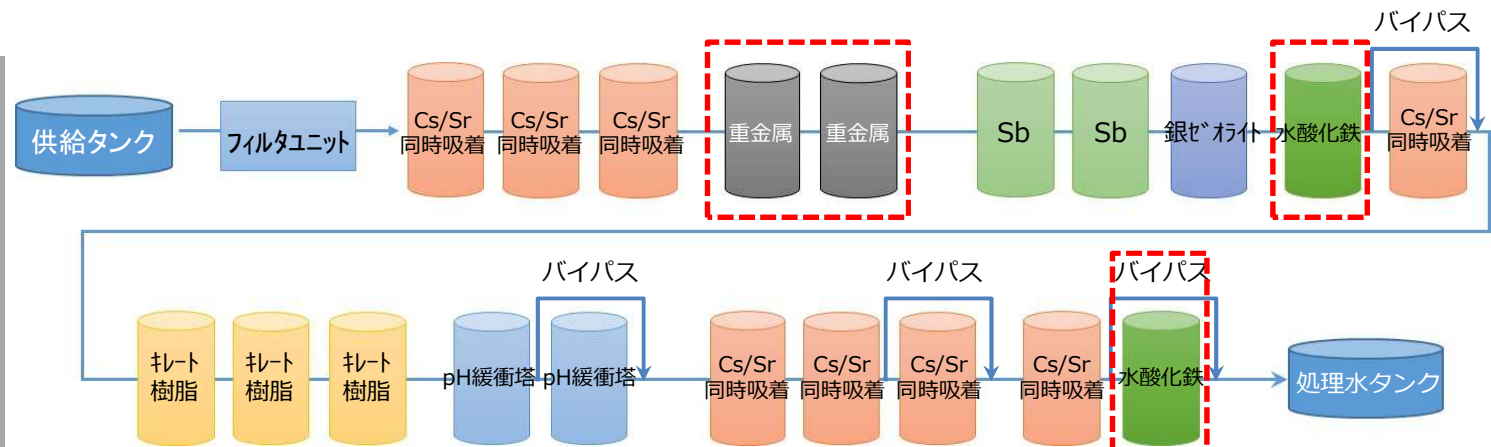 バイパス
供給タンク
フィルタユニット
Cs/Sr
同時吸着
Cs/Sr
同時吸着
Cs/Sr
同時吸着
重金属
重金属
Sb
Sb
銀ゼオライト
水酸化鉄
Cs/Sr
同時吸着
バイパス
バイパス
バイパス
キレート
樹脂
キレート
樹脂
キレート
樹脂
pH緩衝塔
pH緩衝塔
Cs/Sr
同時吸着
Cs/Sr
同時吸着
Cs/Sr
同時吸着
Cs/Sr
同時吸着
水酸化鉄
処理水タンク